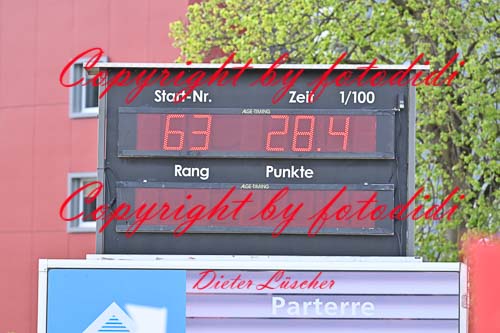 Copyright by fotodidi
Start-Nr. Zeit 1/100
ALGE-TIMING
63 28.4
Rang Punkte
ALGE-TIMING
Copyright by fotodidi
Dieter Lüscher
Parterre